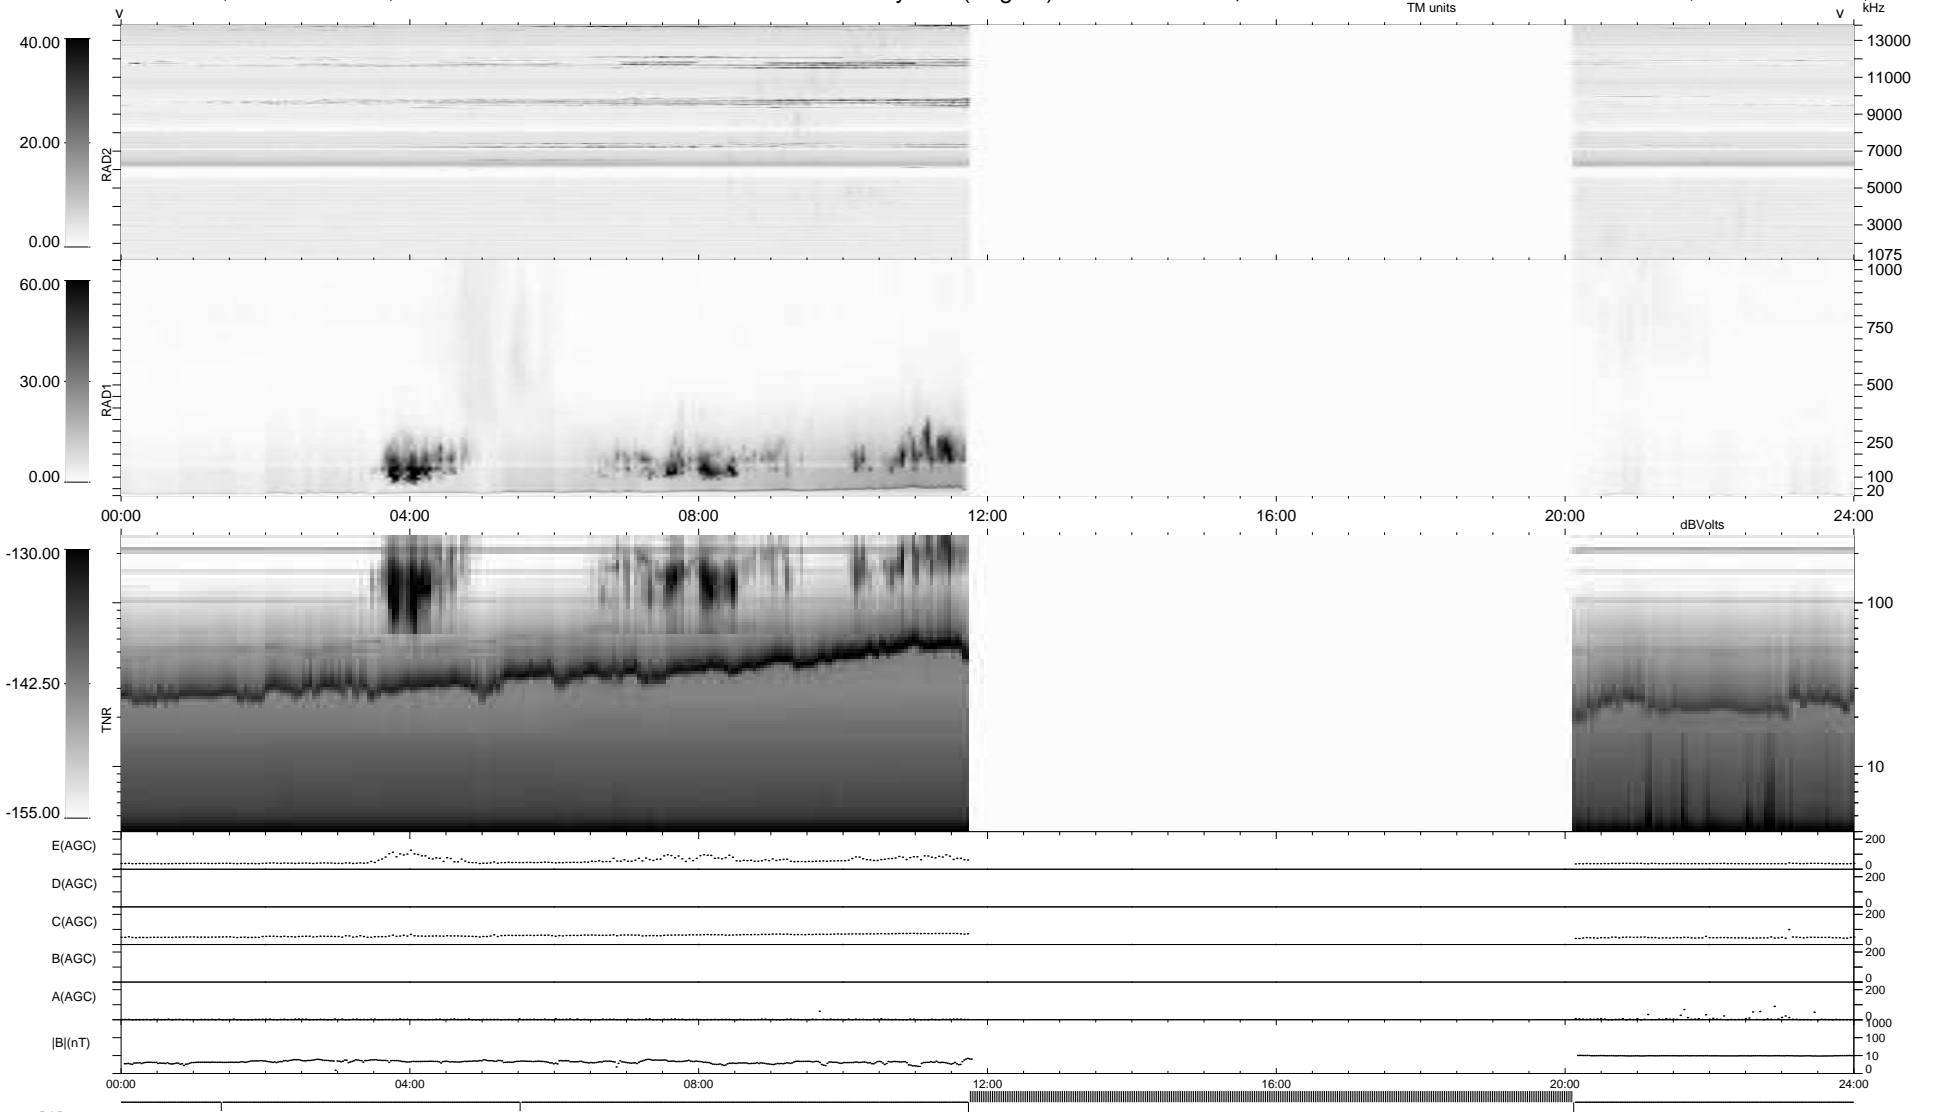 TM units
kHz
v
v
40.00
20.00
0.00
RAD2
13000
11000
9000
7000
5000
3000
1075
60.00
30.00
0.00
RAD1
1000
750
500
250
100
20
00:00 04:00 08:00 12:00 16:00 20:00 24:00
dBVolts
-130.00
-142.50
-155.00
TNR
100
10
E(AGC) 200 0
D(AGC) 200 0
C(AGC) 200 0
B(AGC) 200 0
A(AGC) 200 0
|B|(nT) 1000 100 10 0
00:00 04:00 08:00 12:00 16:00 20:00 24:00